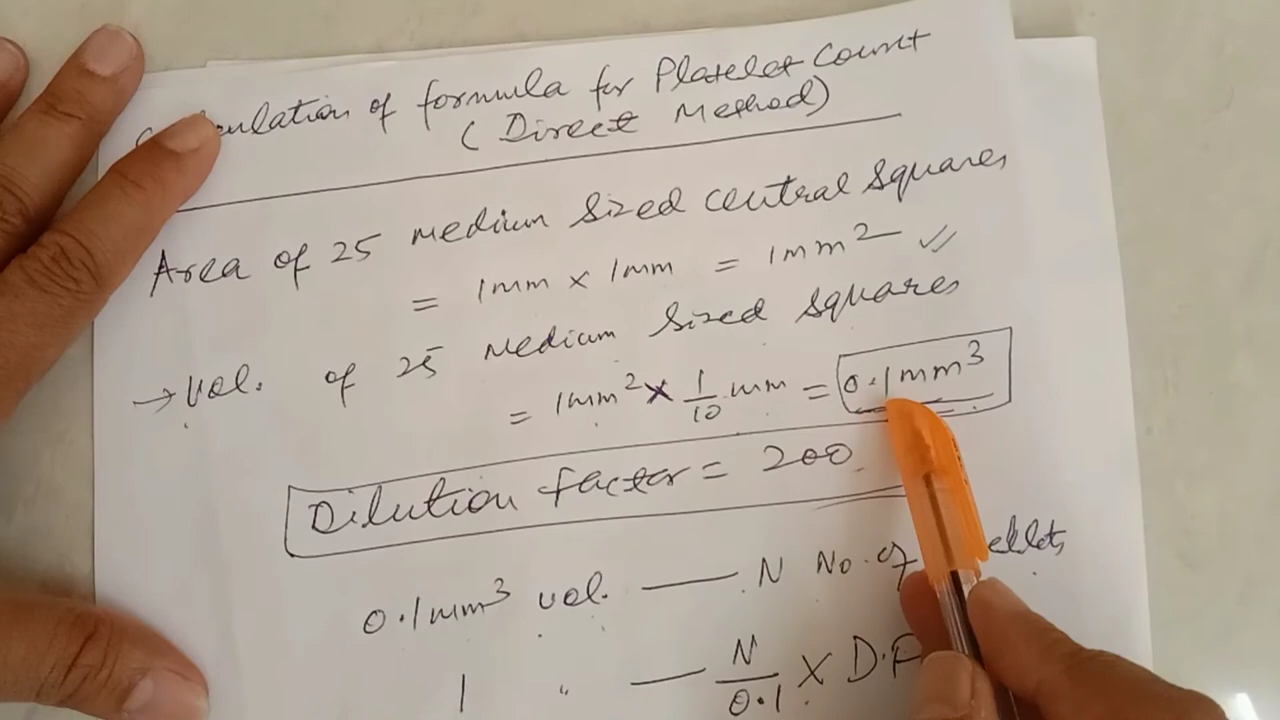 of formula for Platelet Count
(Direct Method)
Area of 25 medium sized central squares
= 1mm x 1mm = 1mm²
→ Vol. of 25 medium sized squares
= 1mm² x 1/10 mm = 0.1mm³
Dilution factor = 200
0.1mm³ vol. — N No. of
1 " — N/0.1 x D.F